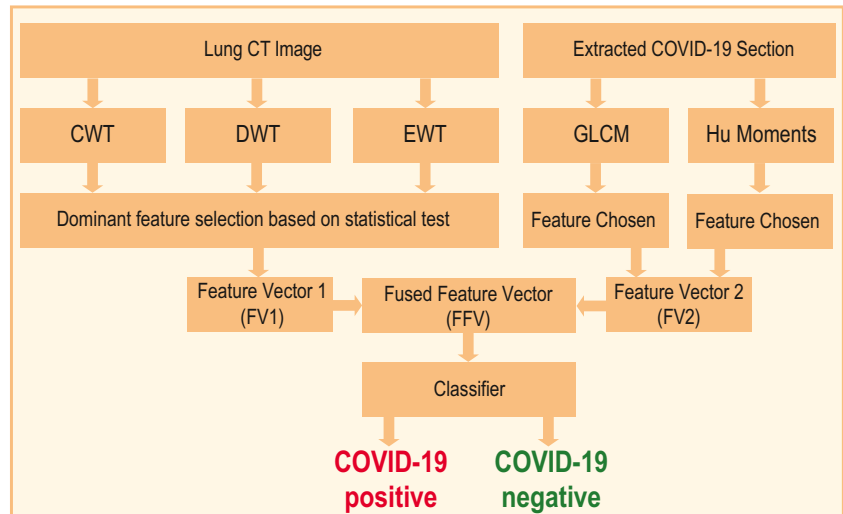 Lung CT Image
Extracted COVID-19 Section
CWT
DWT
EWT
GLCM
Hu Moments
Dominant feature selection based on statistical test
Feature Chosen
Feature Chosen
Feature Vector 1
(FV1)
Fused Feature Vector
(FFV)
Feature Vector 2
(FV2)
Classifier
COVID-19
positive
COVID-19
negative